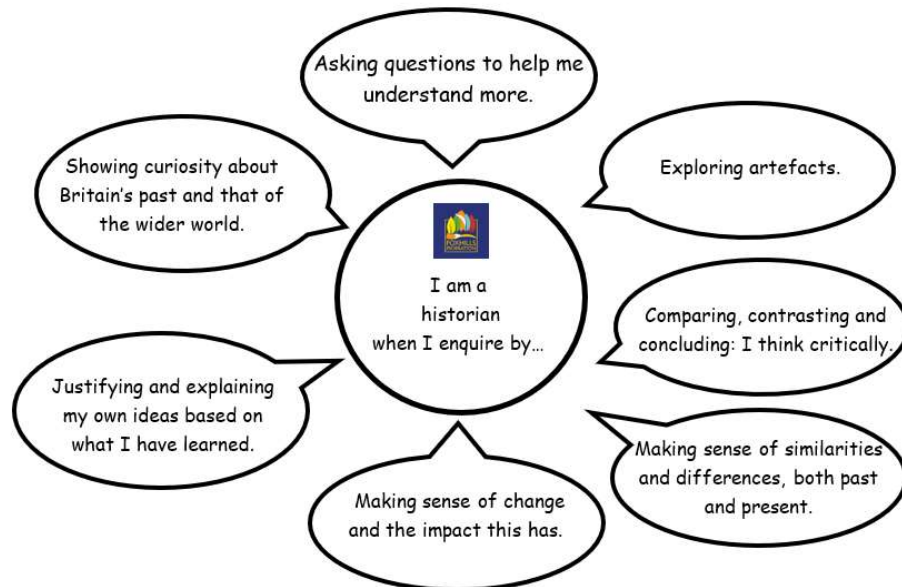 Asking questions to help me
understand more.
Showing curiosity about
Britain's past and that of
the wider world.
Exploring artefacts.
FOXHILLS
FEDERATION
I am a
historian
when I enquire by...
Comparing, contrasting and
concluding: I think critically.
Justifying and explaining
my own ideas based on
what I have learned.
Making sense of similarities
and differences, both past
and present.
Making sense of change
and the impact this has.